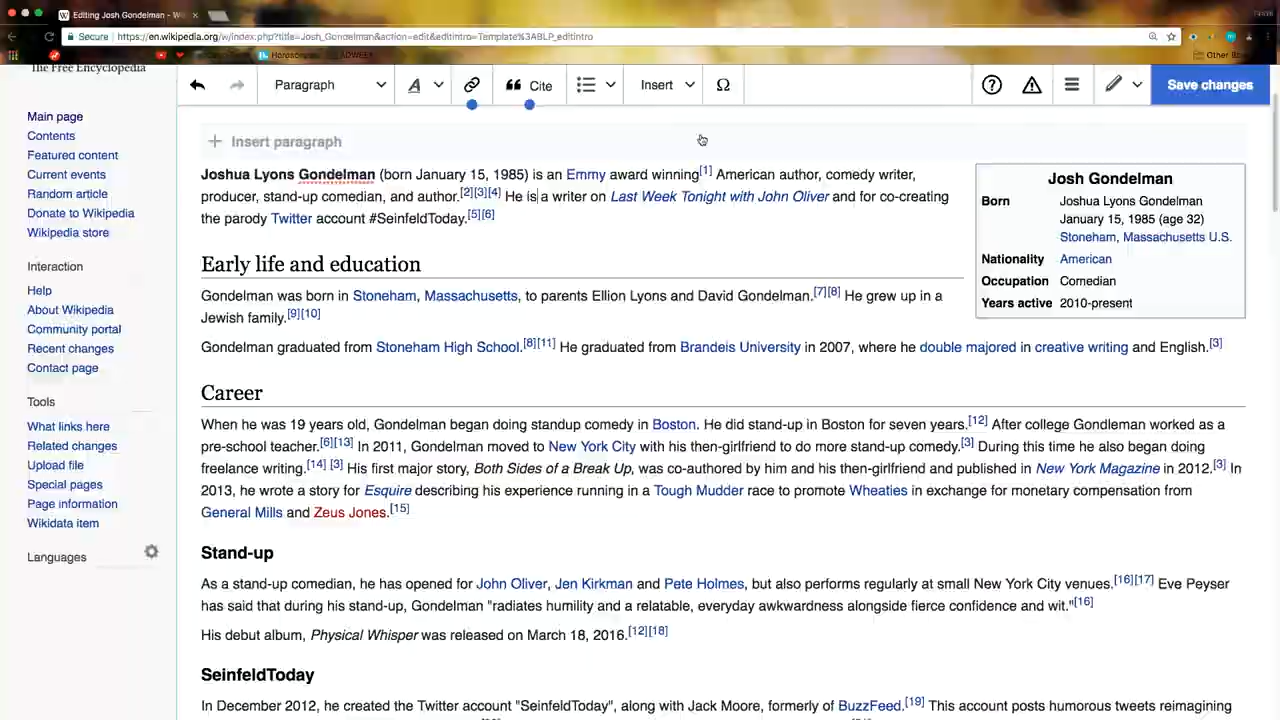 Editing Josh Gondelman - W
Secure https://en.wikipedia.org/w/index.php?title=Josh_Gondelman&action=edit&editintro=Template%3ABLP_editintro
The Free Encyclopedia
Paragraph
A
Cite
Insert
Ω
Save changes
Main page
Contents
Featured content
Current events
Random article
Donate to Wikipedia
Wikipedia store
Interaction
Help
About Wikipedia
Community portal
Recent changes
Contact page
Tools
What links here
Related changes
Upload file
Special pages
Page information
Wikidata item
Languages
Insert paragraph
Joshua Lyons Gondelman (born January 15, 1985) is an Emmy award winning[1] American author, comedy writer,
producer, stand-up comedian, and author.[2][3][4] He is a writer on Last Week Tonight with John Oliver and for co-creating
the parody Twitter account #SeinfeldToday.[5][6]
Josh Gondelman
Born Joshua Lyons Gondelman
January 15, 1985 (age 32)
Stoneham, Massachusetts U.S.
Nationality American
Occupation Comedian
Years active 2010-present
Early life and education
Gondelman was born in Stoneham, Massachusetts, to parents Ellion Lyons and David Gondelman.[7][8] He grew up in a
Jewish family.[9][10]
Gondelman graduated from Stoneham High School.[8][11] He graduated from Brandeis University in 2007, where he double majored in creative writing and English.[3]
Career
When he was 19 years old, Gondelman began doing standup comedy in Boston. He did stand-up in Boston for seven years.[12] After college Gondleman worked as a
pre-school teacher.[6][13] In 2011, Gondelman moved to New York City with his then-girlfriend to do more stand-up comedy.[3] During this time he also began doing
freelance writing.[14] [3] His first major story, Both Sides of a Break Up, was co-authored by him and his then-girlfriend and published in New York Magazine in 2012.[3] In
2013, he wrote a story for Esquire describing his experience running in a Tough Mudder race to promote Wheaties in exchange for monetary compensation from
General Mills and Zeus Jones.[15]
Stand-up
As a stand-up comedian, he has opened for John Oliver, Jen Kirkman and Pete Holmes, but also performs regularly at small New York City venues.[16][17] Eve Peyser
has said that during his stand-up, Gondelman "radiates humility and a relatable, everyday awkwardness alongside fierce confidence and wit."[16]
His debut album, Physical Whisper was released on March 18, 2016.[12][18]
SeinfeldToday
In December 2012, he created the Twitter account "SeinfeldToday", along with Jack Moore, formerly of BuzzFeed.[19] This account posts humorous tweets reimagining